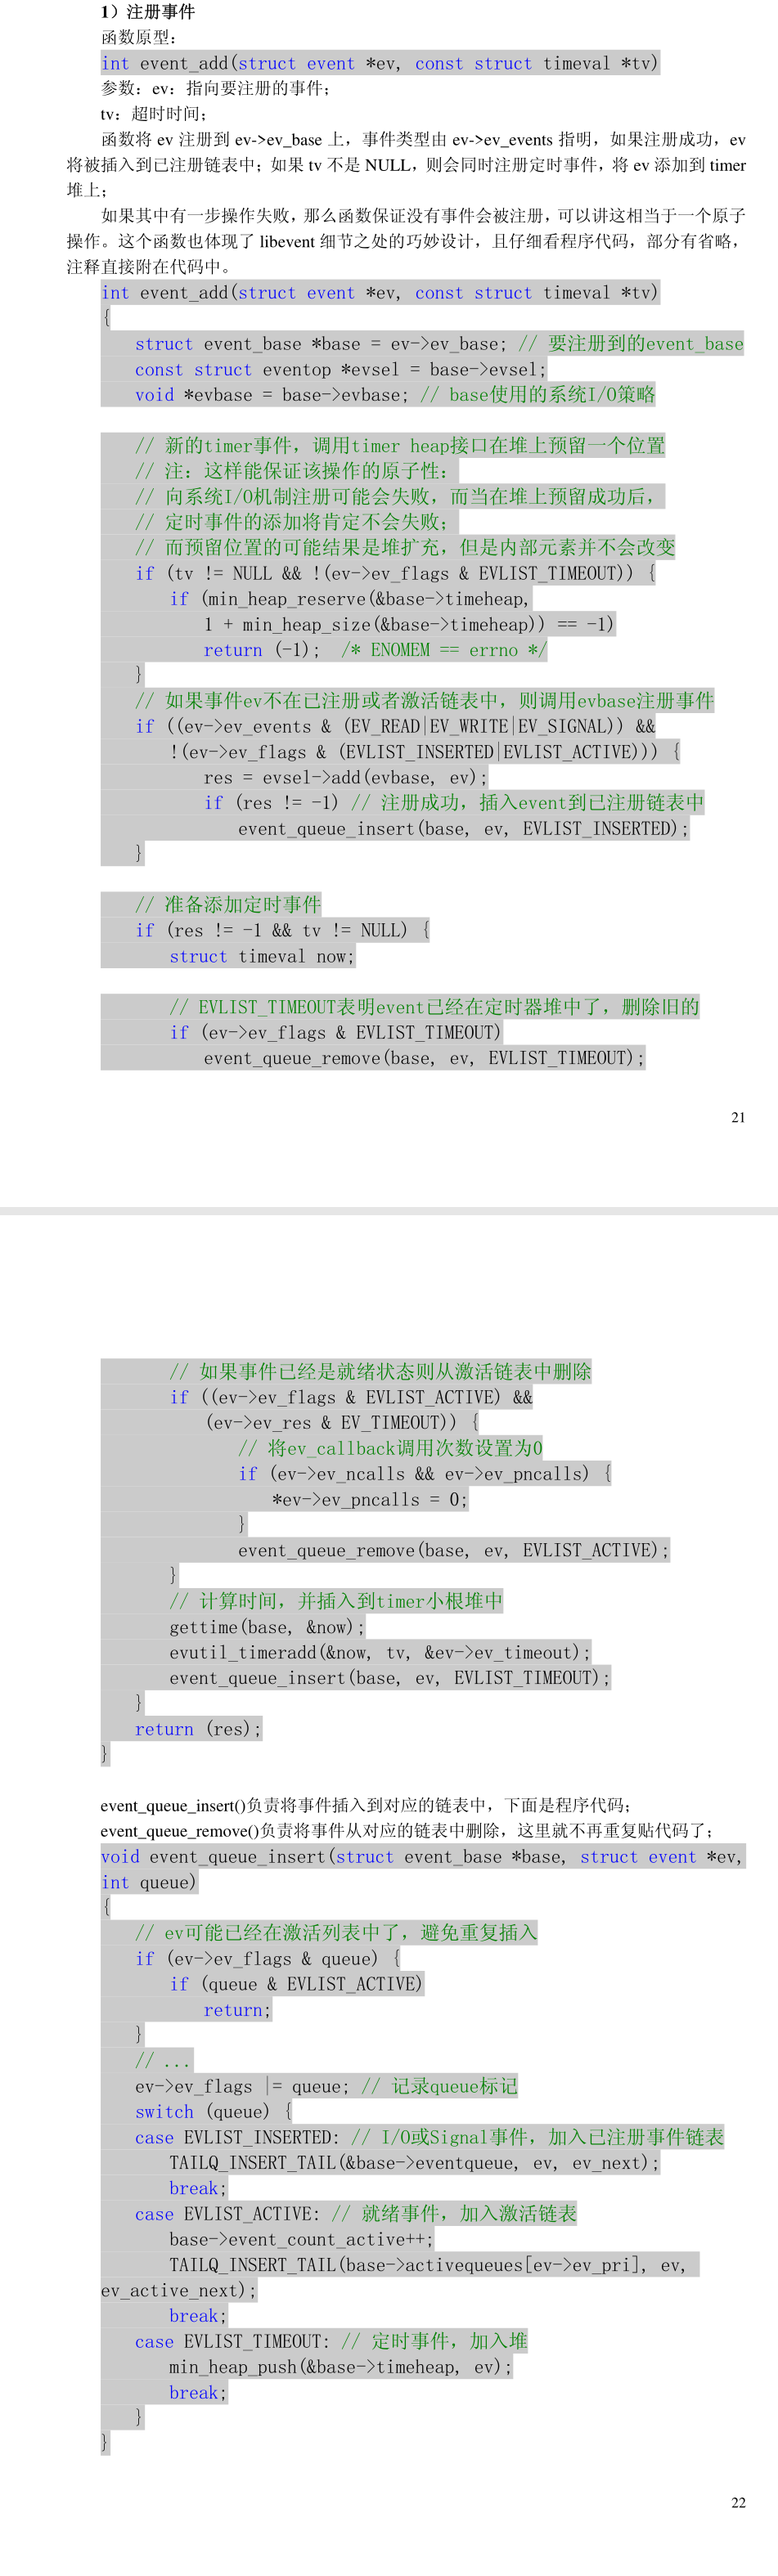 1）注册事件
函数原型：
int event_add(struct event *ev, const struct timeval *tv)
参数：ev：指向要注册的事件；
tv：超时时间；
函数将 ev 注册到 ev->ev_base 上，事件类型由 ev->ev_events 指明，如果注册成功，ev
将被插入到已注册链表中；如果 tv 不是 NULL，则会同时注册定时事件，将 ev 添加到 timer
堆上；
如果其中有一步操作失败，那么函数保证没有事件会被注册，可以讲这相当于一个原子
操作。这个函数也体现了 libevent 细节之处的巧妙设计，且仔细看程序代码，部分有省略，
注释直接附在代码中。
int event_add(struct event *ev, const struct timeval *tv)
{
struct event_base *base = ev->ev_base; // 要注册到的event_base
const struct eventop *evsel = base->evsel;
void *evbase = base->evbase; // base使用的系统I/O策略
// 新的timer事件，调用timer heap接口在堆上预留一个位置
// 注：这样能保证该操作的原子性：
// 向系统I/O机制注册可能会失败，而当在堆上预留成功后，
// 定时事件的添加将肯定不会失败；
// 而预留位置的可能结果是堆扩充，但是内部元素并不会改变
if (tv != NULL && !(ev->ev_flags & EVLIST_TIMEOUT)) {
if (min_heap_reserve(&base->timeheap,
1 + min_heap_size(&base->timeheap)) == -1)
return (-1);  /* ENOMEM == errno */
}
// 如果事件ev不在已注册或者激活链表中，则调用evbase注册事件
if ((ev->ev_events & (EV_READ|EV_WRITE|EV_SIGNAL)) &&
!(ev->ev_flags & (EVLIST_INSERTED|EVLIST_ACTIVE))) {
res = evsel->add(evbase, ev);
if (res != -1) // 注册成功，插入event到已注册链表中
event_queue_insert(base, ev, EVLIST_INSERTED);
}
// 准备添加定时事件
if (res != -1 && tv != NULL) {
struct timeval now;
// EVLIST_TIMEOUT表明event已经在定时器堆中了，删除旧的
if (ev->ev_flags & EVLIST_TIMEOUT)
event_queue_remove(base, ev, EVLIST_TIMEOUT);
21
// 如果事件已经是就绪状态则从激活链表中删除
if ((ev->ev_flags & EVLIST_ACTIVE) &&
(ev->ev_res & EV_TIMEOUT)) {
// 将ev_callback调用次数设置为0
if (ev->ev_ncalls && ev->ev_pncalls) {
*ev->ev_pncalls = 0;
}
event_queue_remove(base, ev, EVLIST_ACTIVE);
}
// 计算时间，并插入到timer小根堆中
gettime(base, &now);
evutil_timeradd(&now, tv, &ev->ev_timeout);
event_queue_insert(base, ev, EVLIST_TIMEOUT);
}
return (res);
}
event_queue_insert()负责将事件插入到对应的链表中，下面是程序代码；
event_queue_remove()负责将事件从对应的链表中删除，这里就不再重复贴代码了；
void event_queue_insert(struct event_base *base, struct event *ev,
int queue)
{
// ev可能已经在激活列表中了，避免重复插入
if (ev->ev_flags & queue) {
if (queue & EVLIST_ACTIVE)
return;
}
// ...
ev->ev_flags |= queue; // 记录queue标记
switch (queue) {
case EVLIST_INSERTED: // I/O或Signal事件，加入已注册事件链表
TAILQ_INSERT_TAIL(&base->eventqueue, ev, ev_next);
break;
case EVLIST_ACTIVE: // 就绪事件，加入激活链表
base->event_count_active++;
TAILQ_INSERT_TAIL(base->activequeues[ev->ev_pri], ev,
ev_active_next);
break;
case EVLIST_TIMEOUT: // 定时事件，加入堆
min_heap_push(&base->timeheap, ev);
break;
}
}
22